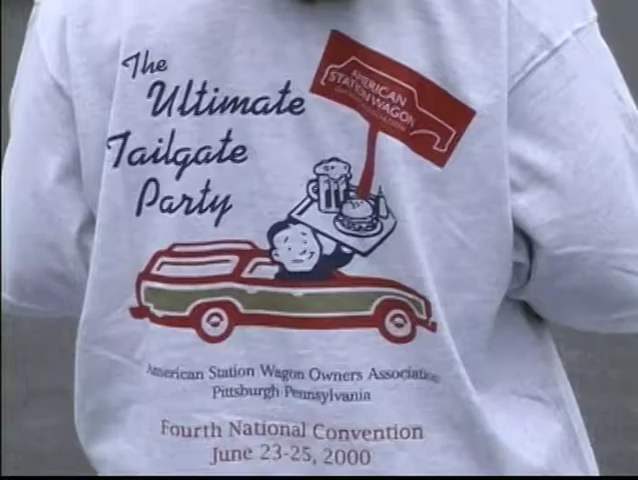 The
Ultimate
Tailgate
Party
AMERICAN
STATION WAGON
American Station Wagon Owners Association
Pittsburgh Pennsylvania
Fourth National Convention
June 23-25, 2000